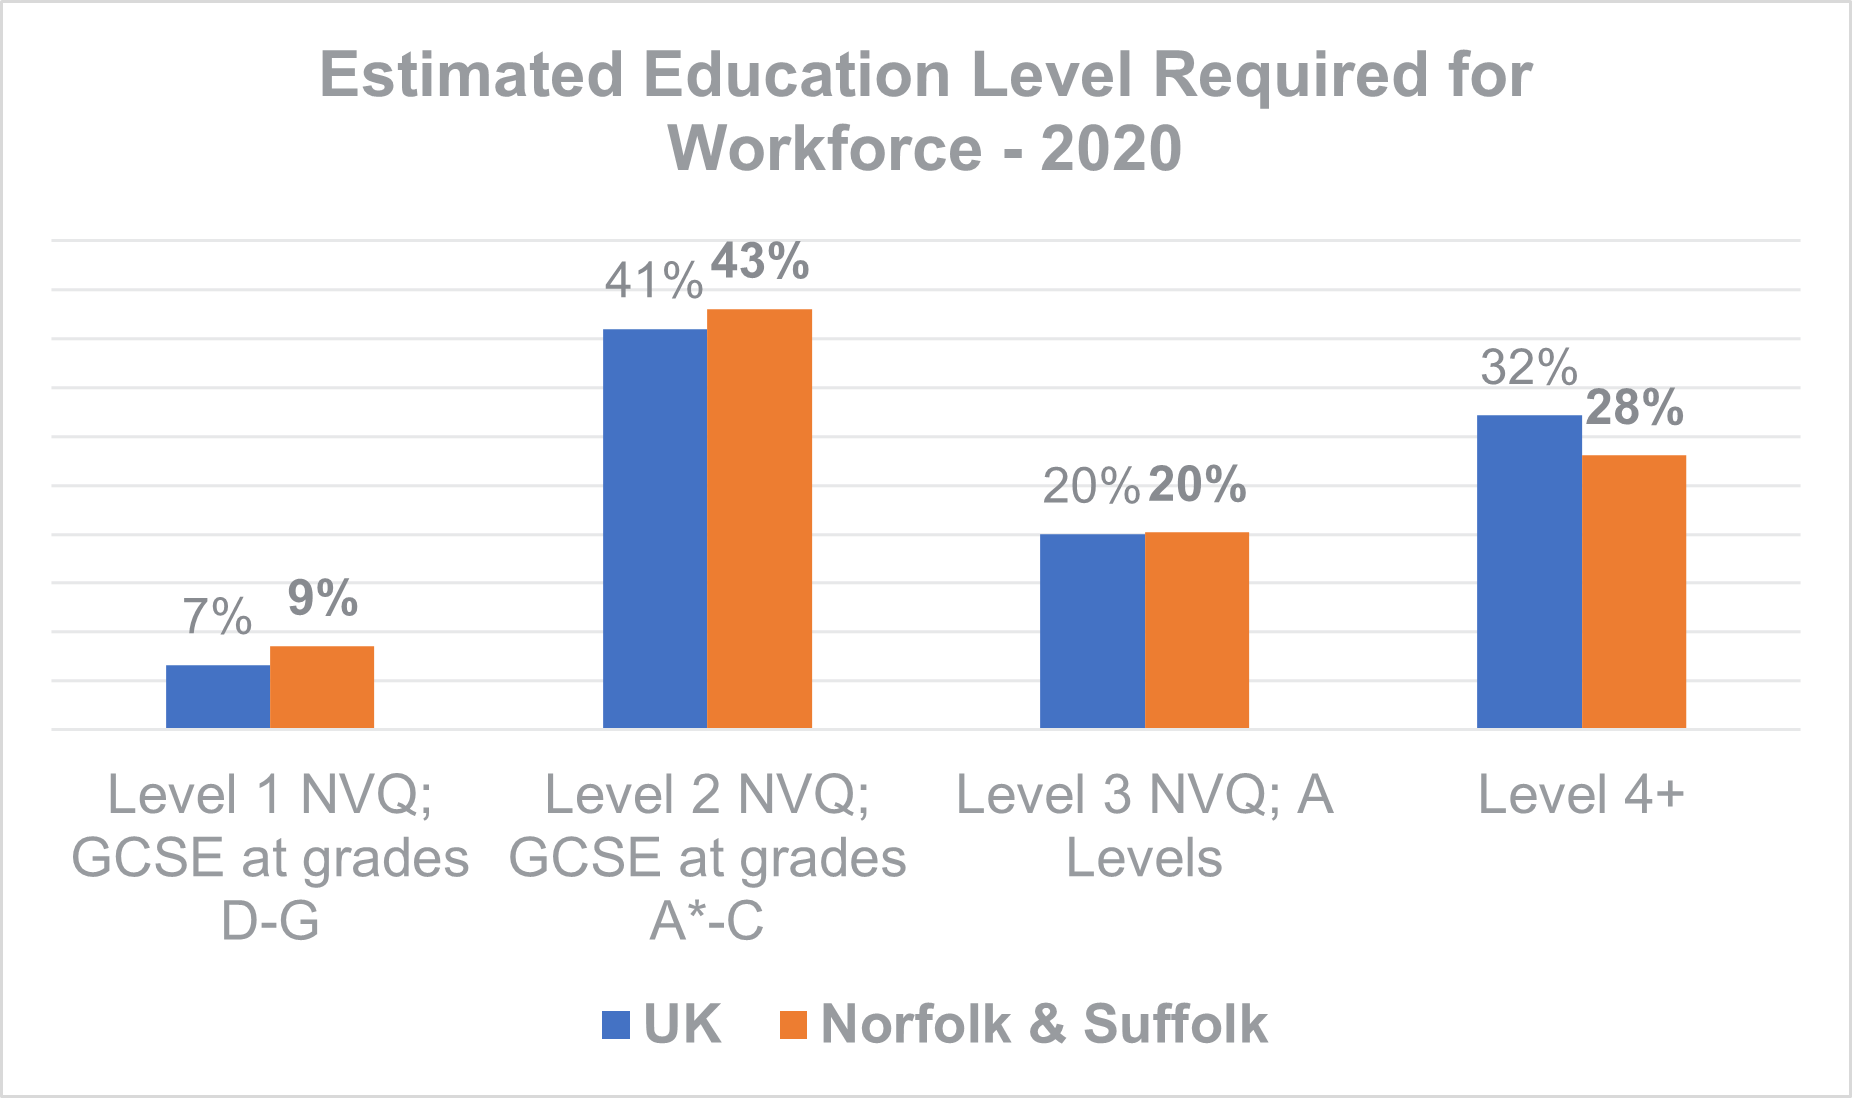 Estimated Education Level Required for
Workforce - 2020
7%
9%
41%
43%
20%
20%
32%
28%
Level 1 NVQ;
GCSE at grades
D-G
Level 2 NVQ;
GCSE at grades
A*-C
Level 3 NVQ; A
Levels
Level 4+
UK
Norfolk & Suffolk